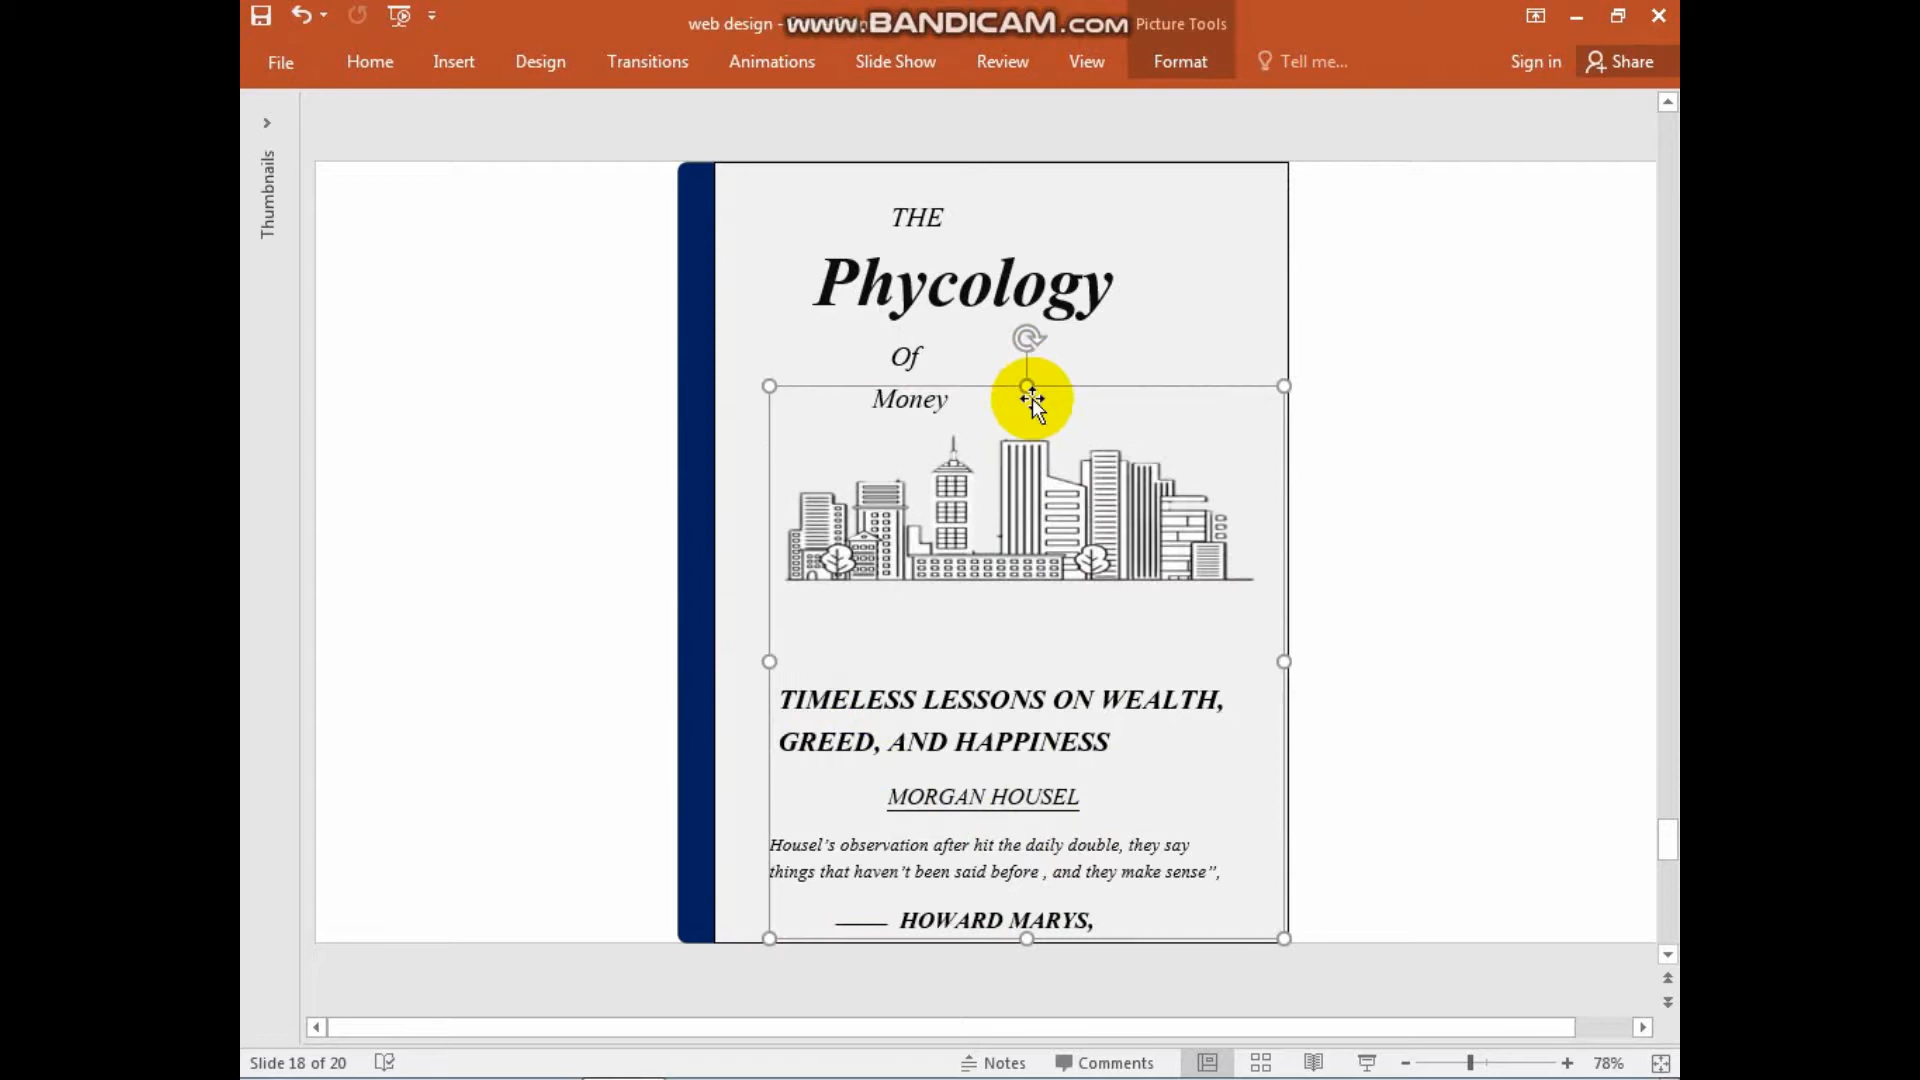 web design -
www.BANDICAM.com
Picture Tools
File
Home
Insert
Design
Transitions
Animations
Slide Show
Review
View
Format
Tell me...
Sign in
Share
Thumbnails
THE
Phycology
Of
Money
TIMELESS LESSONS ON WEALTH,
GREED, AND HAPPINESS
MORGAN HOUSEL
Housel’s observation after hit the daily double, they say
things that haven’t been said before , and they make sense”,
HOWARD MARYS,
Slide 18 of 20
Notes
Comments
78%